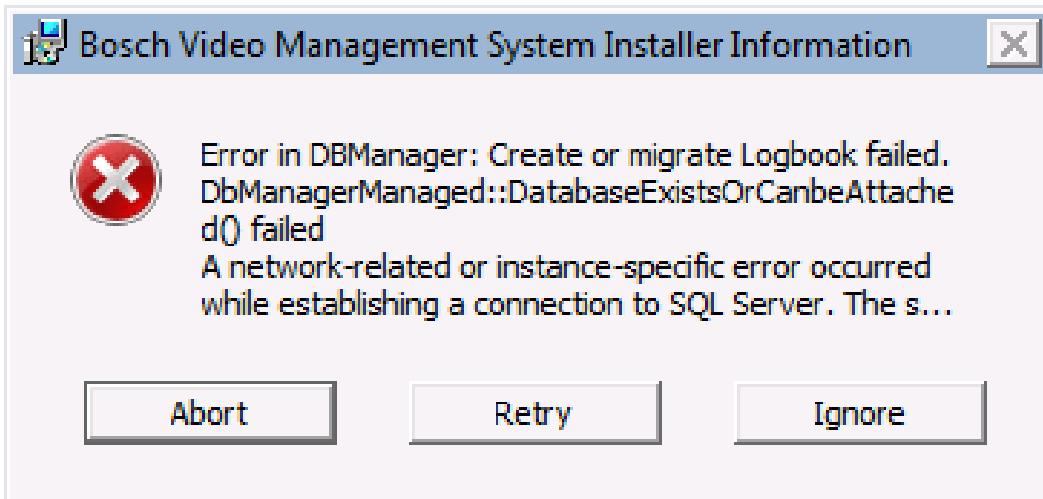 Bosch Video Management System Installer Information
Error in DBManager: Create or migrate Logbook failed.
DbManagerManaged::DatabaseExistsOrCanbeAttache
d() failed
A network-related or instance-specific error occurred
while establishing a connection to SQL Server. The s...
Abort Retry Ignore